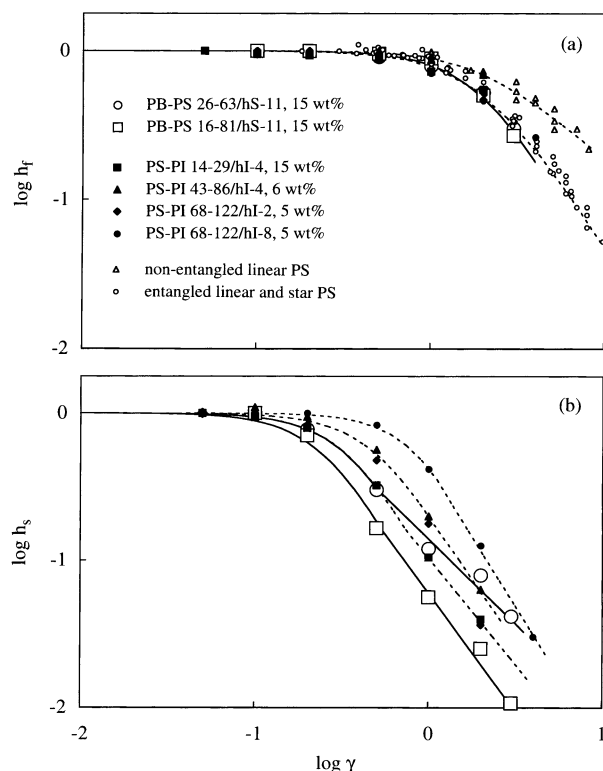 (a)
0
PB-PS 26-63/hS-11, 15 wt%
PB-PS 16-81/hS-11, 15 wt%
PS-PI 14-29/hI-4, 15 wt%
PS-PI 43-86/hI-4, 6 wt%
PS-PI 68-122/hI-2, 5 wt%
PS-PI 68-122/hI-8, 5 wt%
non-entangled linear PS
entangled linear and star PS
log hf
-1
-2
(b)
0
log hs
-1
-2
-2 -1 0 1
log γ